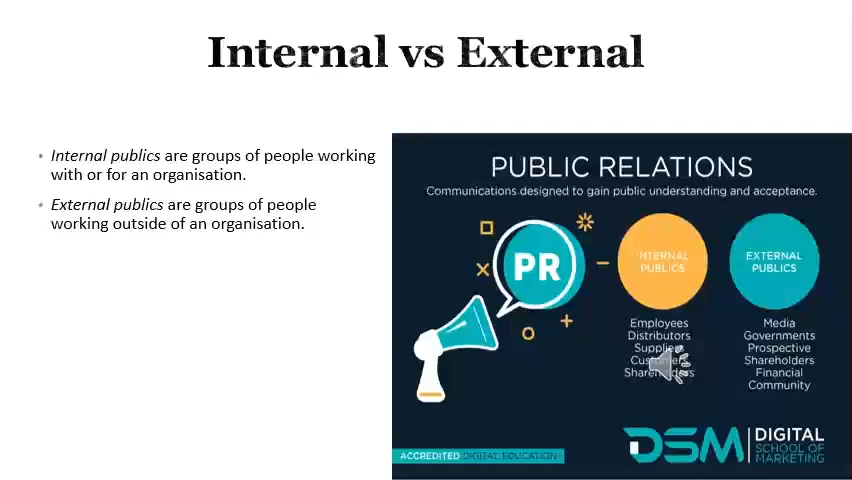 Internal vs External
• Internal publics are groups of people working
with or for an organisation.
• External publics are groups of people
working outside of an organisation.
PUBLIC RELATIONS
Communications designed to gain public understanding and acceptance.
PR
INTERNAL
PUBLICS
EXTERNAL
PUBLICS
Employees
Distributors
Suppliers
Customers
Shareholders
Media
Governments
Prospective
Shareholders
Financial
Community
DSM DIGITAL
SCHOOL OF
MARKETING
ACCREDITED DIGITAL EDUCATION